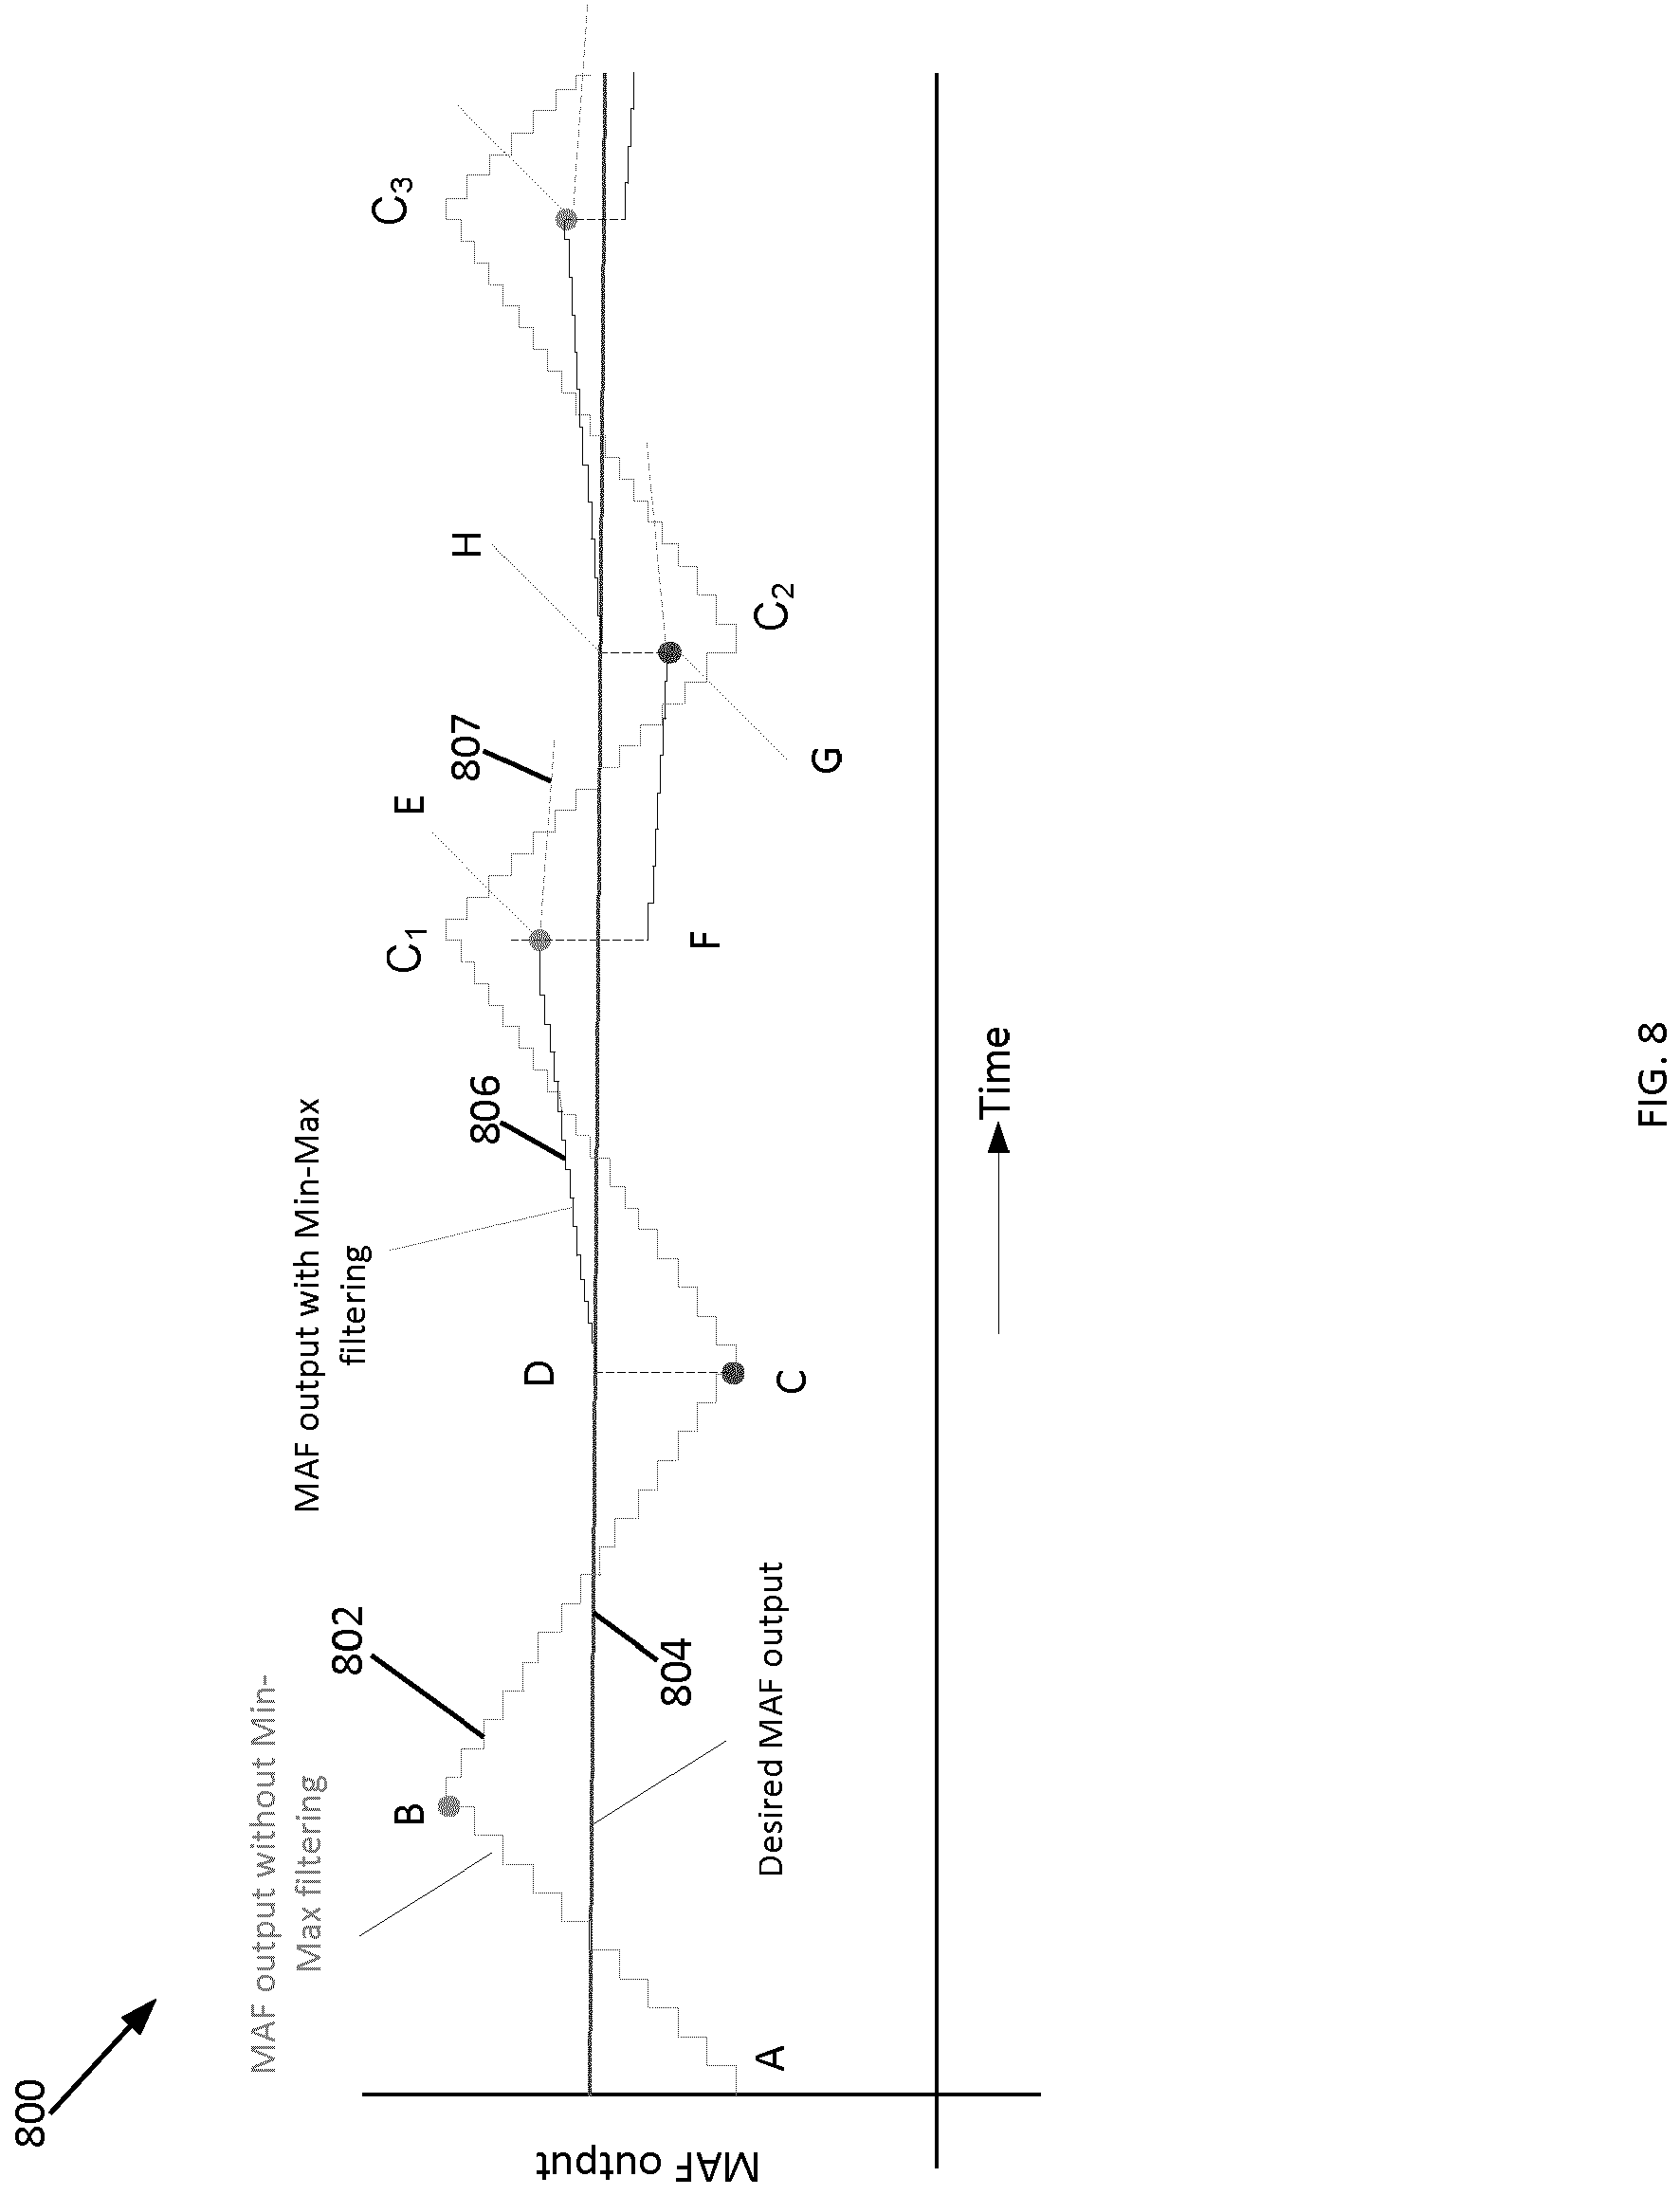 800
MAF output without Min-
Max filtering
MAF output with Min-Max
filtering
802
B
C1
E
807
806
D
H
C3
A
804
Desired MAF output
C
F
G
C2
MAF output
Time
FIG. 8